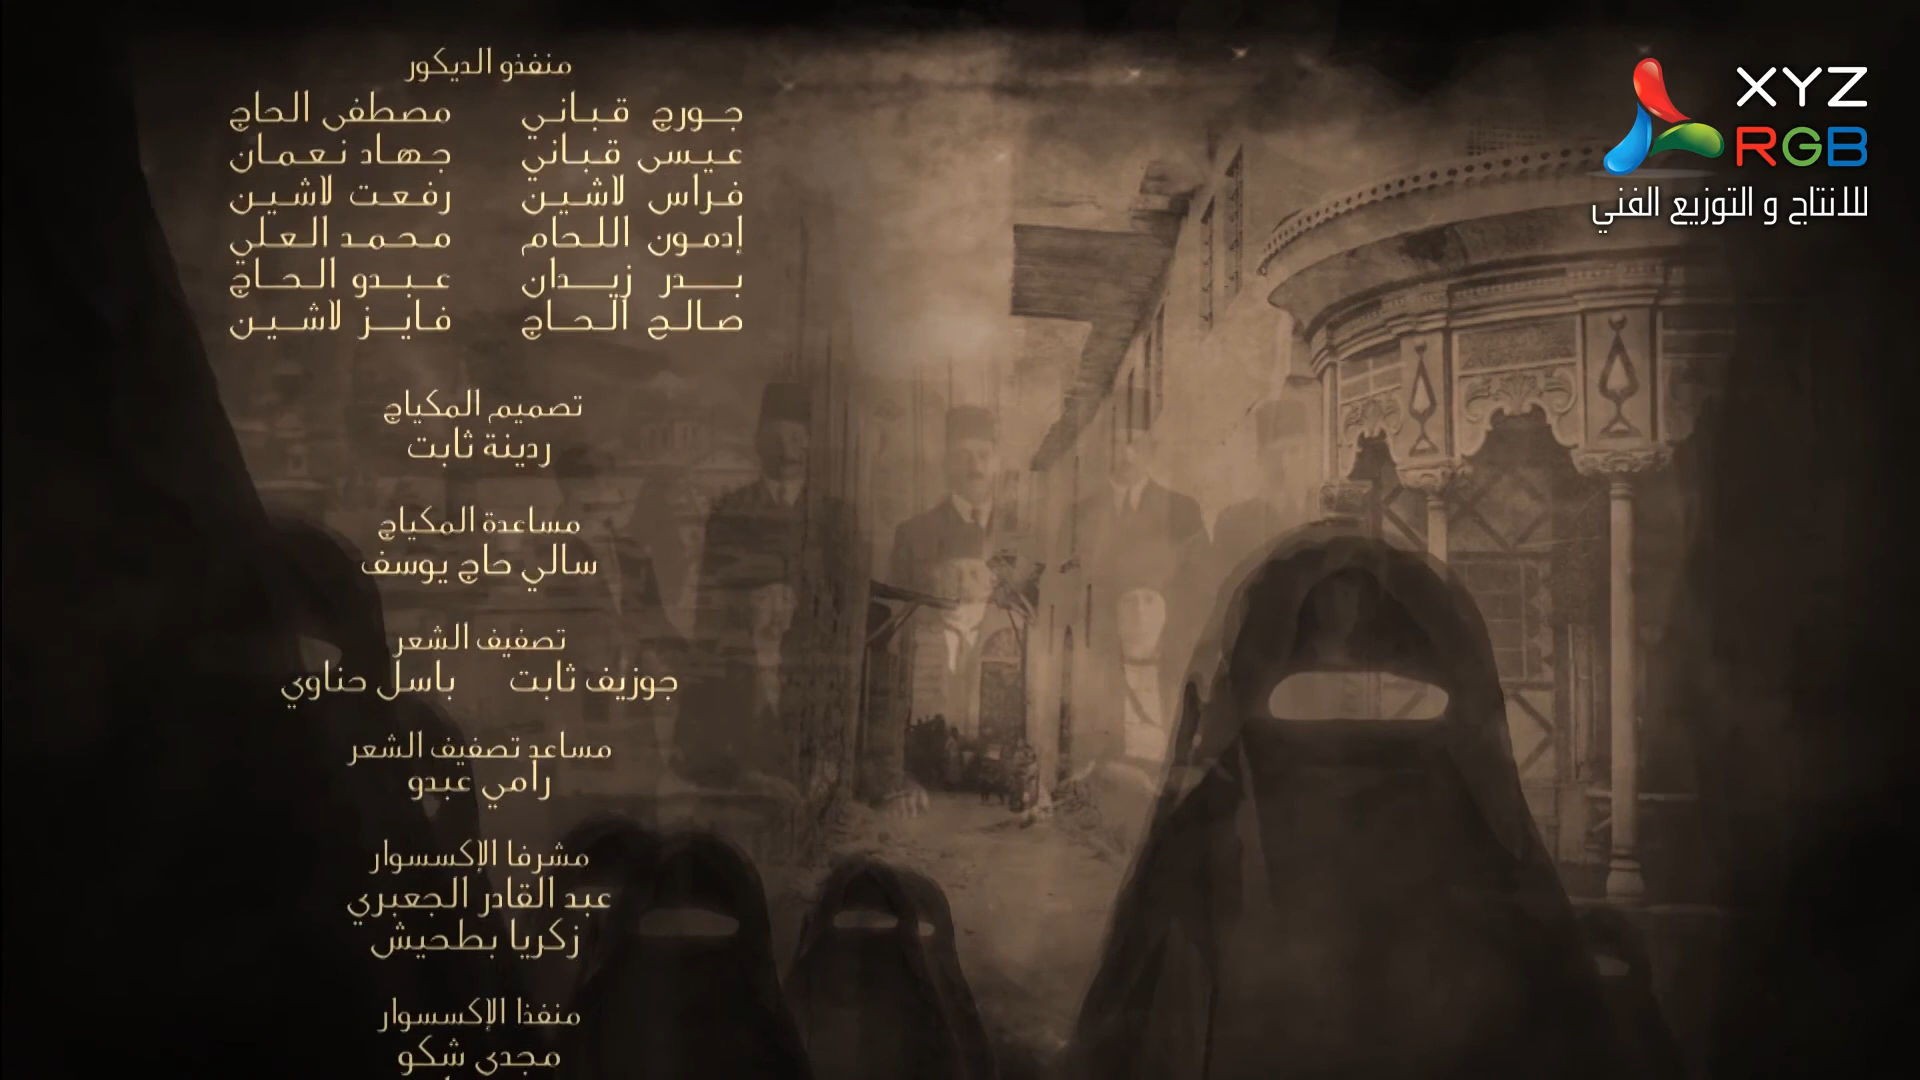 منفذو الديكور
جورج قباني مصطفى الحاج
عيسى قباني جهاد نعمان
فراس لاشين رفعت لاشين
إدمون اللحام محمد العلي
بدر زيدان عبدو الحاج
صالح الحاج فايز لاشين
تصميم المكياج
ردينة ثابت
مساعدة المكياج
سالي حاج يوسف
تصفيف الشعر
جوزيف ثابت باسل حناوي
مساعد تصفيف الشعر
رامي عبدو
مشرفا الإكسسوار
عبد القادر الجعبري
زكريا بطحيش
منفذا الإكسسوار
مجدى شكو
XYZ
RGB
للانتاج و التوزيع الفني